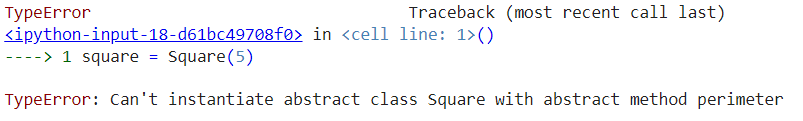 TypeError                                 Traceback (most recent call last)
<ipython-input-18-d61bc49708f0> in <cell line: 1>()
----> 1 square = Square(5)

TypeError: Can't instantiate abstract class Square with abstract method perimeter